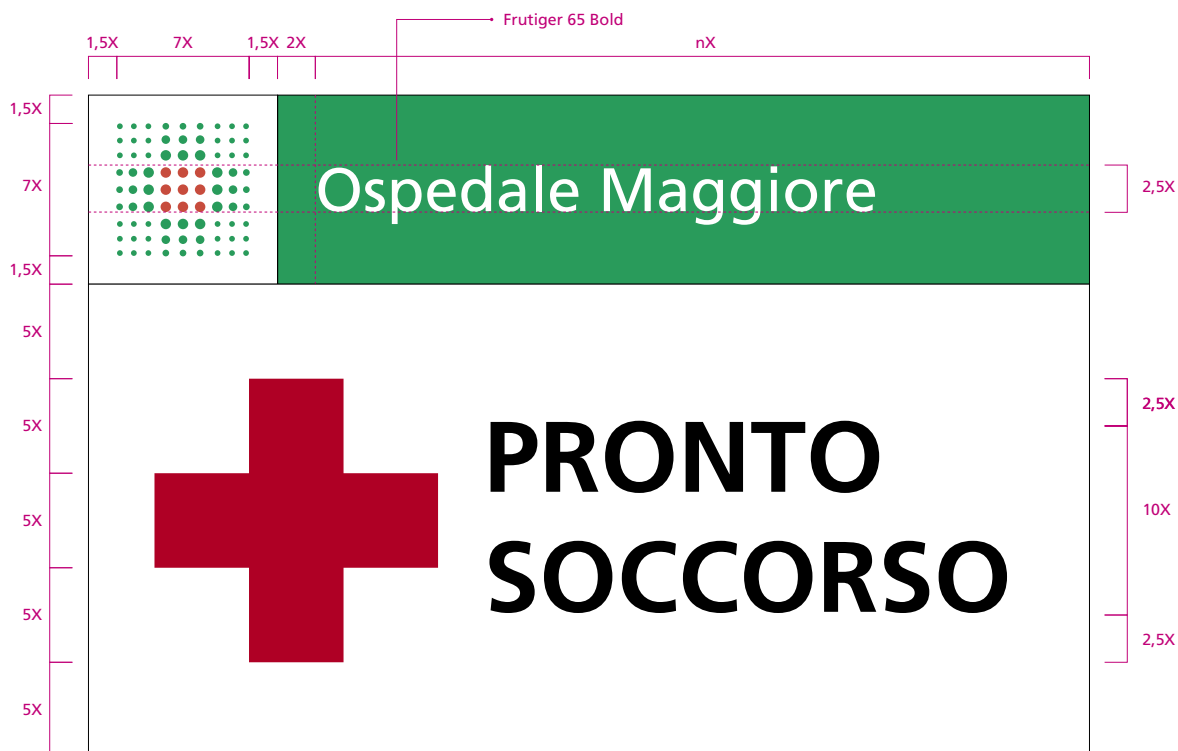 Frutiger 65 Bold
1,5X 7X 1,5X 2X nX
1,5X
7X
1,5X
5X
5X
5X
5X
5X
Ospedale Maggiore
2,5X
PRONTO
SOCCORSO
2,5X
10X
2,5X